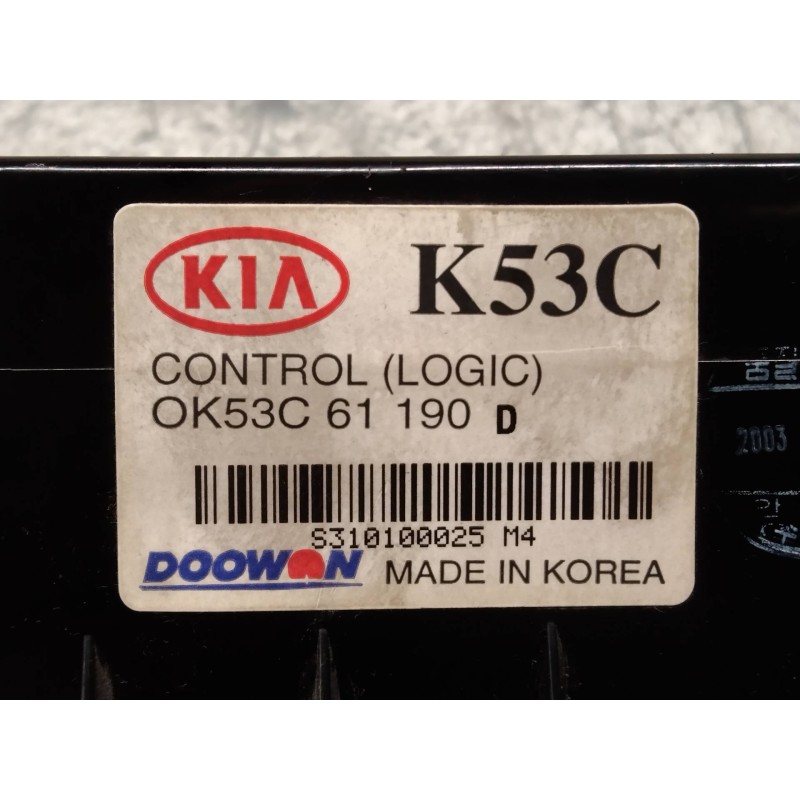 KIA K53C
CONTROL (LOGIC)
OK53C 61 190 D
S310100025 M4
DOOWON MADE IN KOREA
2003